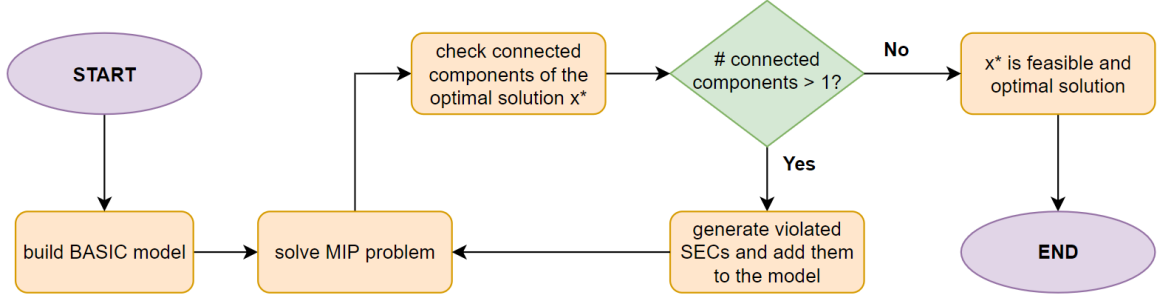 START
build BASIC model
solve MIP problem
check connected
components of the
optimal solution x*
# connected
components > 1?
No
x* is feasible and
optimal solution
Yes
generate violated
SECs and add them
to the model
END